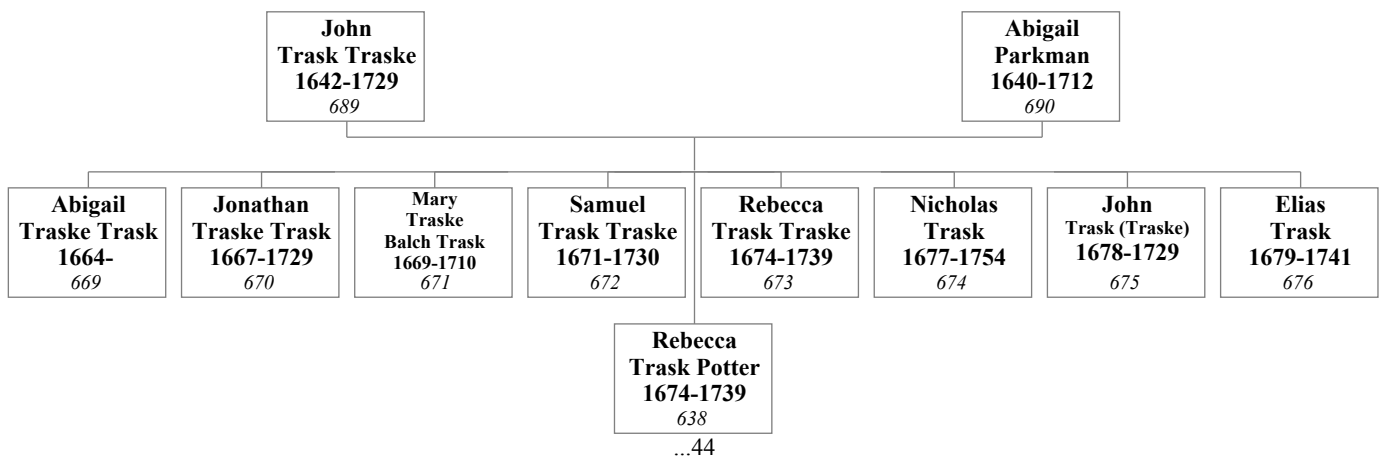 John
Trask Traske
1642-1729
689
Abigail
Parkman
1640-1712
690
Abigail
Traske Trask
1664-
669
Jonathan
Traske Trask
1667-1729
670
Mary
Traske
Balch Trask
1669-1710
671
Samuel
Trask Traske
1671-1730
672
Rebecca
Trask Traske
1674-1739
673
Nicholas
Trask
1677-1754
674
John
Trask (Traske)
1678-1729
675
Elias
Trask
1679-1741
676
Rebecca
Trask Potter
1674-1739
638
...44